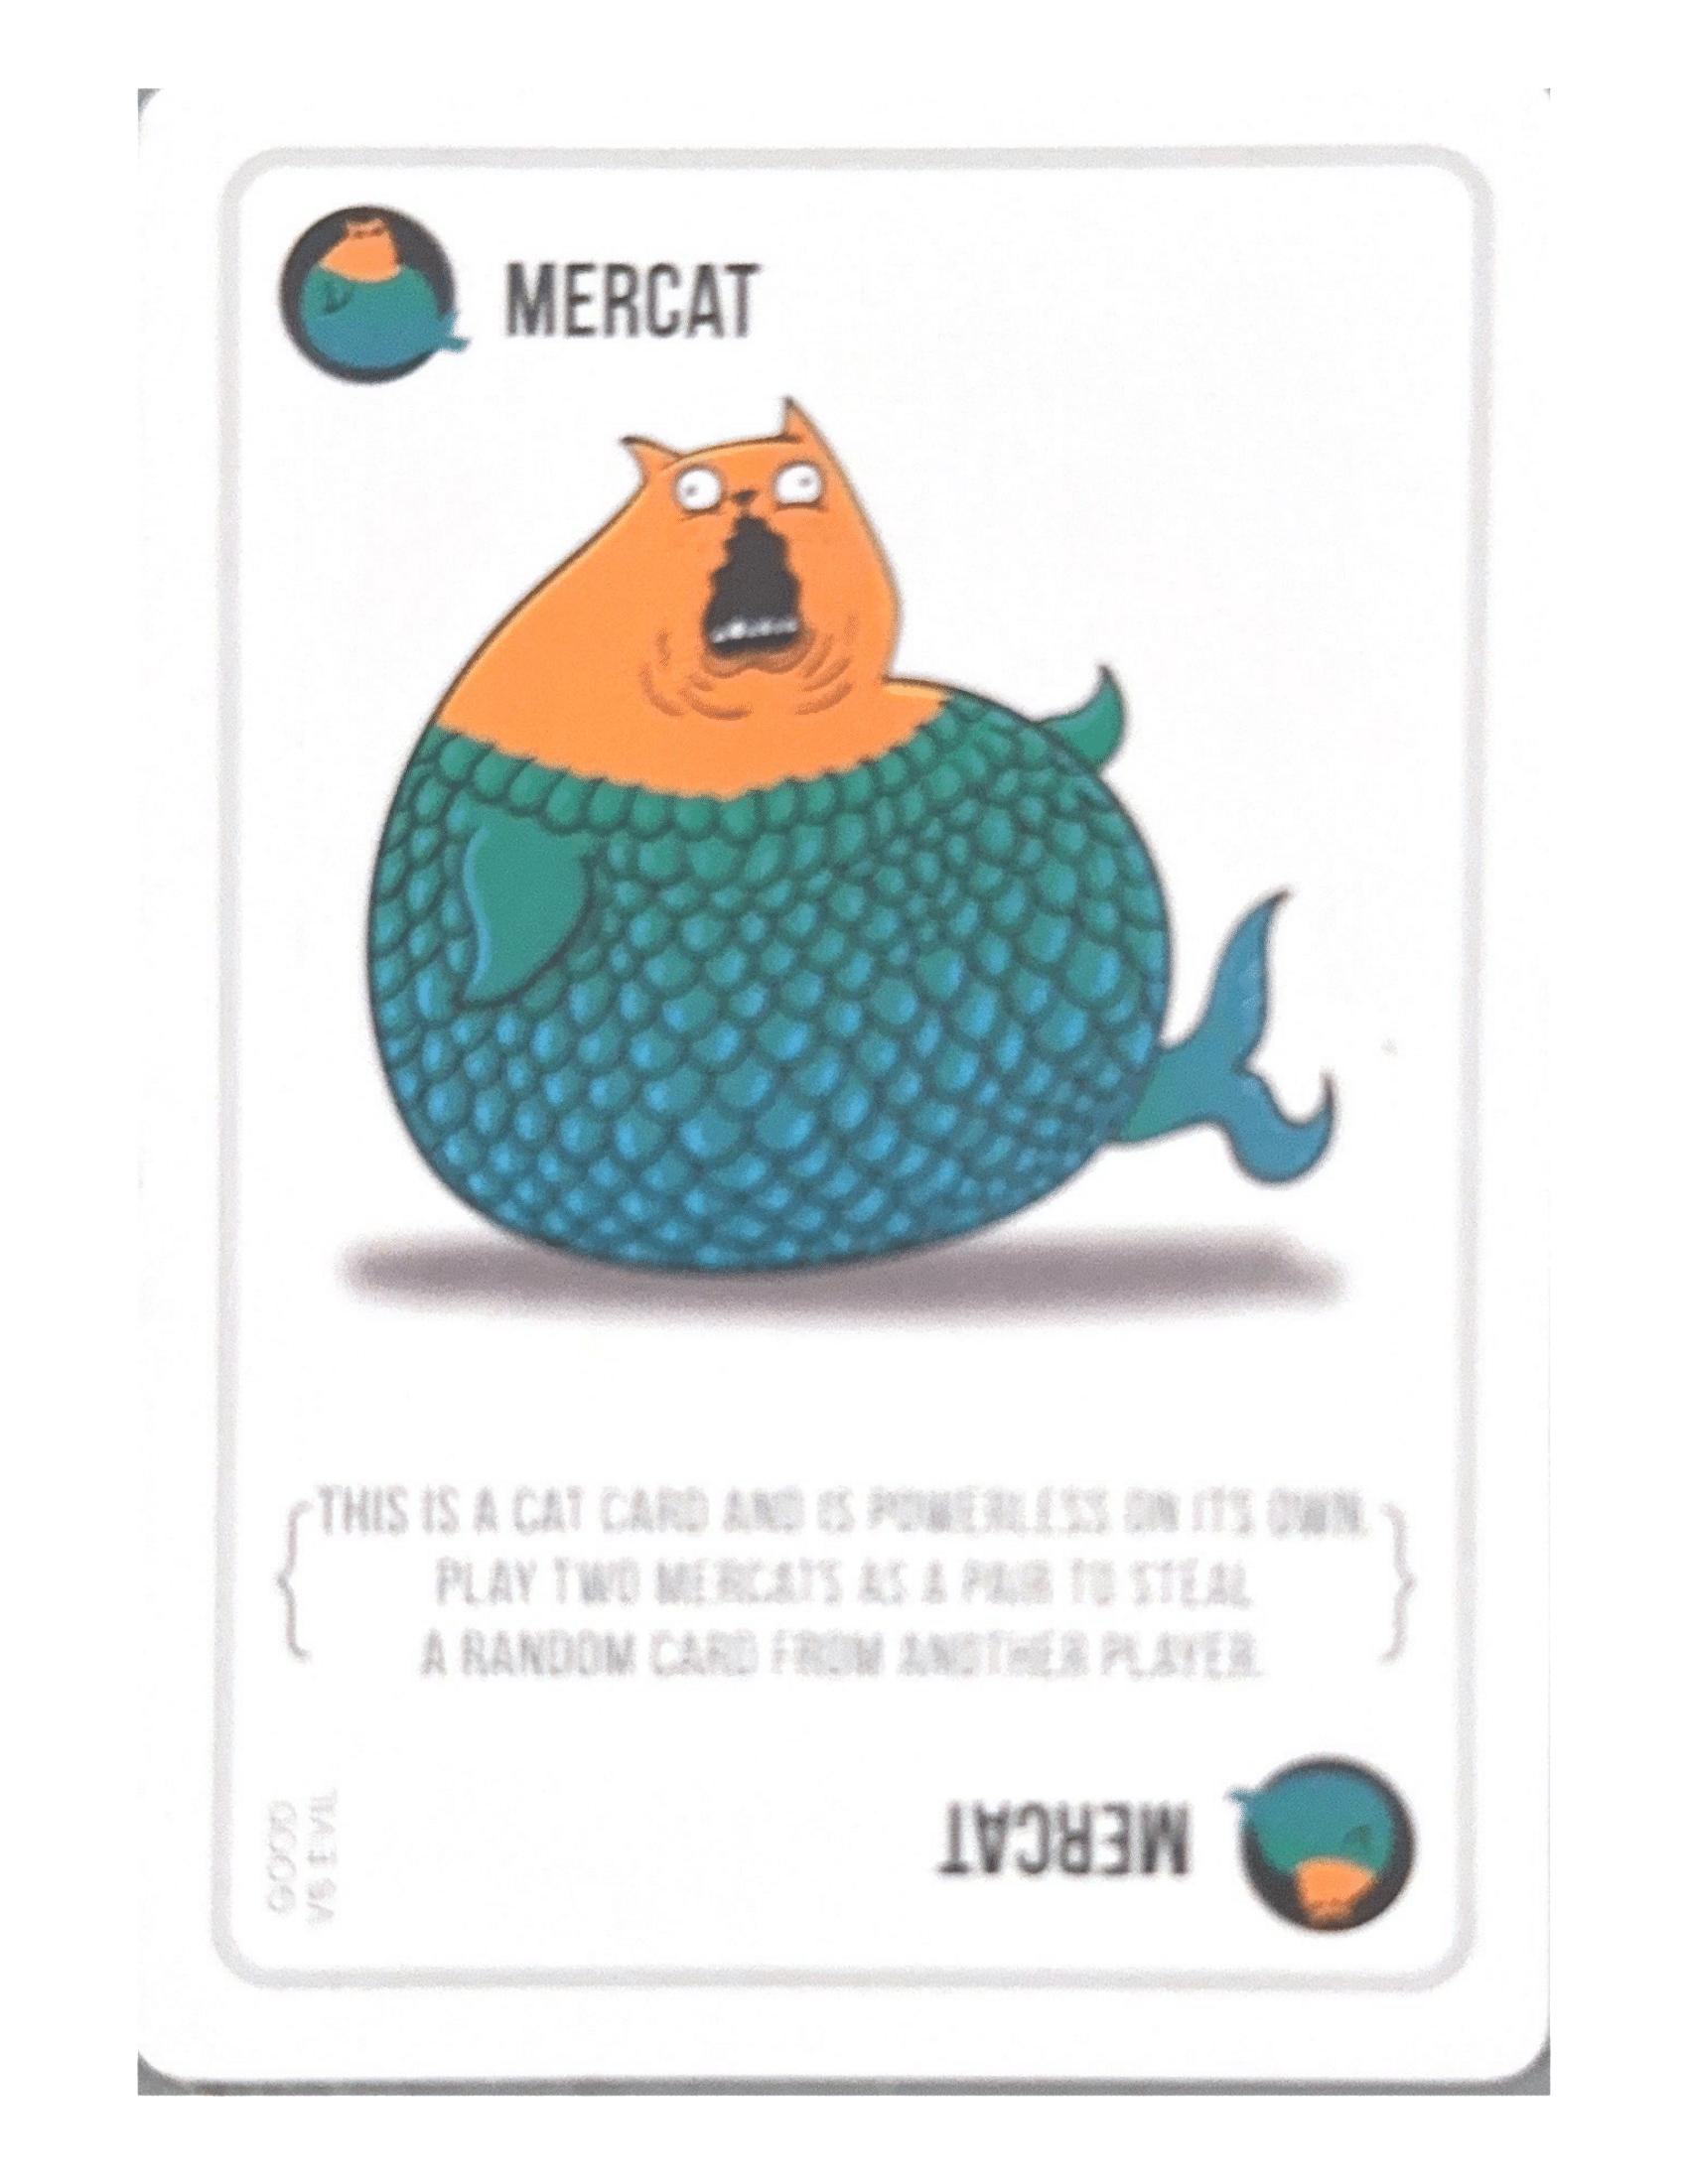 MERCAT
THIS IS A CAT CARD AND IS POWERLESS ON ITS OWN.
PLAY TWO MERCATS AS A PAIR TO STEAL
A RANDOM CARD FROM ANOTHER PLAYER.
GOOD
VS EVIL
MERCAT